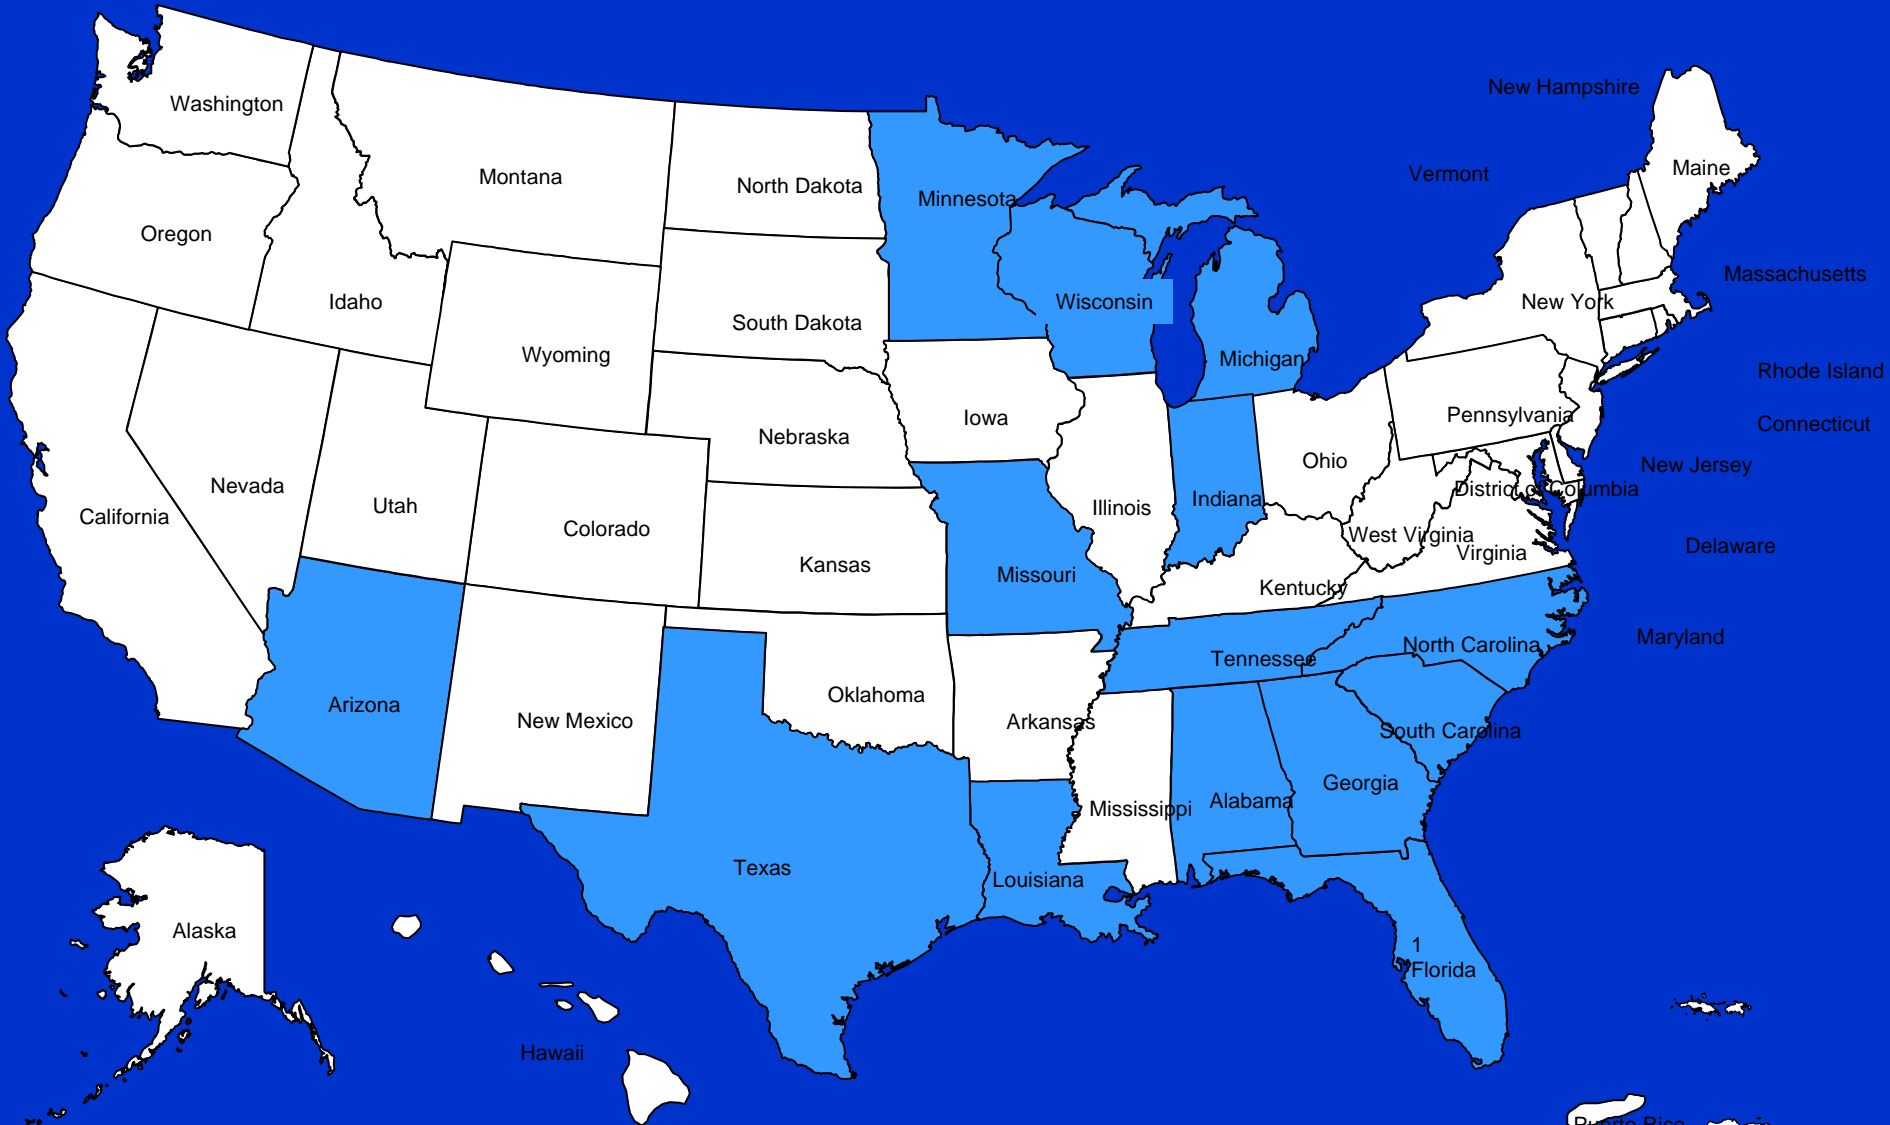 New Hampshire
Washington
Maine
Vermont
Montana
North Dakota
Minnesota
Oregon
Massachusetts
Idaho
New York
Wisconsin
South Dakota
Wyoming
Michigan
Rhode Island
Iowa
Pennsylvania
Connecticut
Nebraska
Ohio
New Jersey
Nevada
District of Columbia
Indiana
Utah
Illinois
California
Colorado
West Virginia
Virginia
Delaware
Kansas
Missouri
Kentucky
Maryland
North Carolina
Tennessee
Oklahoma
Arizona
New Mexico
Arkansas
South Carolina
Georgia
Alabama
Mississippi
Texas
Louisiana
Alaska
1
Florida
Hawaii
Puerto Rico